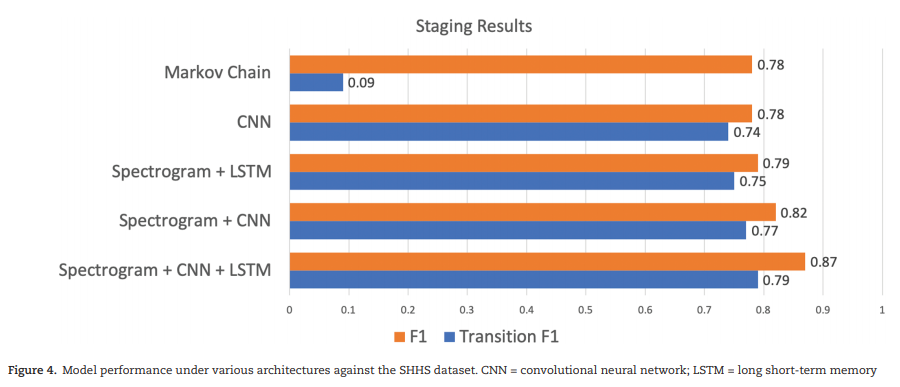 Staging Results
Markov Chain
0.78
0.09
CNN
0.78
0.74
Spectrogram + LSTM
0.79
0.75
Spectrogram + CNN
0.82
0.77
Spectrogram + CNN + LSTM
0.87
0.79
0 0.1 0.2 0.3 0.4 0.5 0.6 0.7 0.8 0.9 1
F1 Transition F1
Figure 4. Model performance under various architectures against the SHHS dataset. CNN = convolutional neural network; LSTM = long short-term memory